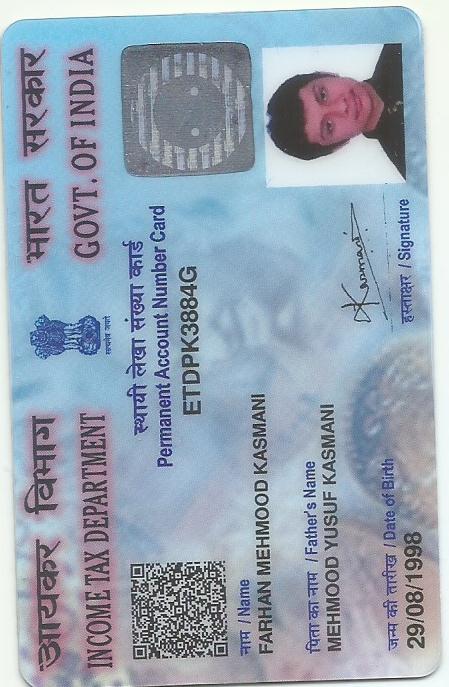 आयकर विभाग
INCOME TAX DEPARTMENT
सत्यमेव जयते
भारत सरकार
GOVT. OF INDIA
स्थायी लेखा संख्या कार्ड
Permanent Account Number Card
ETDPK3884G
नाम / Name
FARHAN MEHMOOD KASMANI
पिता का नाम / Father's Name
MEHMOOD YUSUF KASMANI
जन्म की तारीख / Date of Birth
29/08/1998
Kasmani
हस्ताक्षर / Signature